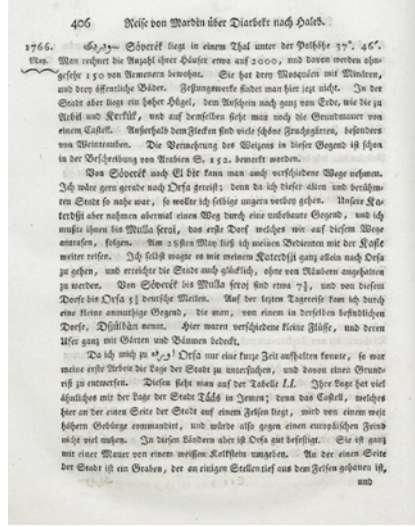 406 Reise von Mardin über Diarbekr nach Haleb.
1766. سورك Söverék liegt in einem Thal unter der Polhöhe 37°. 46′.
May. Man rechnet die Anzahl ihrer Häuser etwa auf 2000, und davon werden ohn-
gefehr 150 von Armenern bewohnt. Sie hat drey Mosquéen mit Minâren,
und drey öffentliche Bäder. Festungswerke findet man hier jezt nicht. In der
Stadt aber liegt ein hoher Hügel, dem Anschein nach ganz von Erde, wie die zu
Arbil und Kerkûk, und auf demselben sieht man noch die Grundmauer von
einem Castell. Ausserhalb dem Flecken sind viele schöne Fruchtgärten, besonders
von Weintrauben. Die Vermehrung des Weizens in dieser Gegend ist schon
in der Beschreibung von Arabien S. 152. bemerkt worden.
Von Söverék nach El bir kann man auch verschiedene Wege nehmen.
Ich wäre gern gerade nach Orfa gereist; denn da ich dieser alten und berühm-
ten Stadt so nahe war, so wollte ich selbige ungern vorbey gehen. Unsere Ka-
terdsji aber nahmen abermal einen Weg durch eine unbebaute Gegend, und ich
mußte ihnen bis Mulla seroj, das erste Dorf welches wir auf diesem Wege
antrafen, folgen. Am 28sten May ließ ich meinen Bedienten mit der Kafle
weiter reisen. Ich selbst wagte es mit meinem Katerdsji ganz allein nach Orfa
zu gehen, und erreichte die Stadt auch glücklich, ohne von Räubern angehalten
zu werden. Von Söverék bis Mulla seroj sind etwa 7½, und von diesem
Dorfe bis Orfa 5½ deutsche Meilen. Auf der lezten Tagereise kam ich durch
eine kleine anmuthige Gegend, die man, von einem in derselben befindlichen
Dorfe, Dsjülbân nennt. Hier waren verschiedene kleine Flüsse, und deren
Ufer ganz mit Gärten und Bäumen bedeckt.
Da ich mich zu Orfa nur eine kurze Zeit aufhalten konnte, so war
meine erste Arbeit die Lage der Stadt zu untersuchen, und davon einen Grund-
riß zu entwerfen. Diesen sieht man auf der Tabelle LI. Ihre Lage hat viel
ähnliches mit der Lage der Stadt Täás in Jemen; denn das Castell, welches
hier an der einen Seite der Stadt auf einem Felsen liegt, wird von einem weit
höhern Gebürge commandirt, und würde also gegen einen europäischen Feind
nicht viel nuzen. In diesen Ländern aber ist Orfa gut befestigt. Sie ist ganz
mit einer Mauer von einem weissen Kalkstein umgeben. An der einen Seite
der Stadt ist ein Graben, der an einigen Stellen tief aus dem Felsen gehauen ist,
und